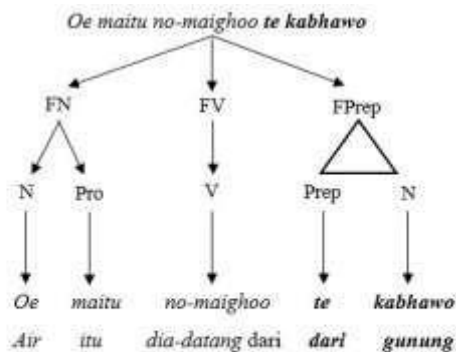 Oe maitu no-maighoo te kabhawo
FN FV FPrep
N Pro V Prep N
Oe maitu no-maighoo te kabhawo
Air itu dia-datang dari dari gunung